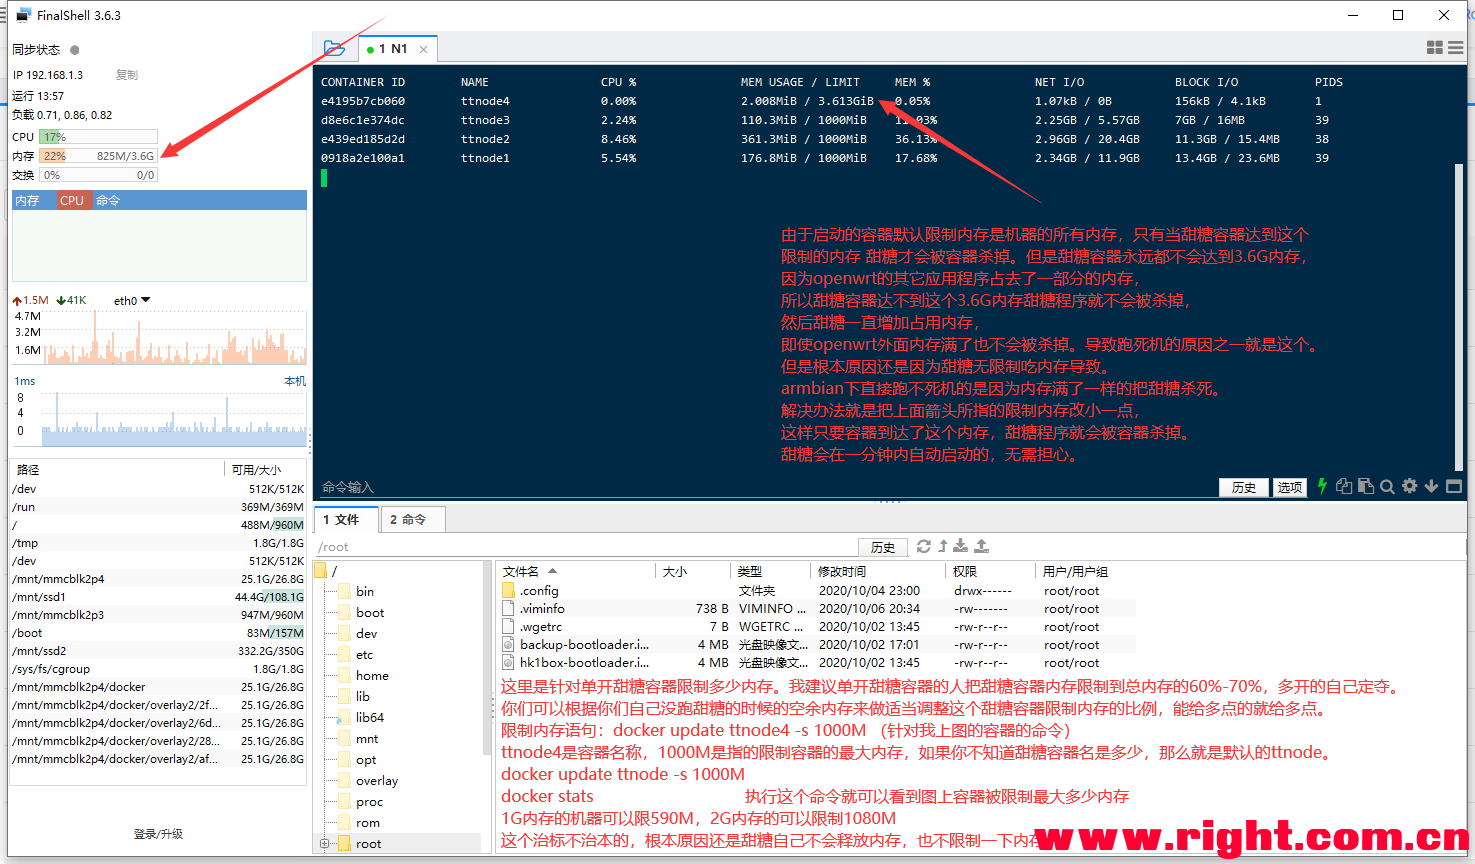 FinalShell 3.6.3
同步状态
IP 192.168.1.3 复制
运行 13:57
负载 0.71, 0.86, 0.82
CPU 17%
内存 22% 825M/3.6G
交换 0% 0/0
内存 CPU 命令
1.5M 41K eth0
4.7M
3.2M
1.6M
1ms 本机
8
4
0
路径 可用/大小
/dev 512K/512K
/run 369M/369M
/ 488M/960M
/tmp 1.8G/1.8G
/dev 512K/512K
/mnt/mmcblk2p4 25.1G/26.8G
/mnt/ssd1 44.4G/108.1G
/mnt/mmcblk2p3 947M/960M
/boot 83M/157M
/mnt/ssd2 332.2G/350G
/sys/fs/cgroup 1.8G/1.8G
/mnt/mmcblk2p4/docker 25.1G/26.8G
/mnt/mmcblk2p4/docker/overlay2/2f... 25.1G/26.8G
/mnt/mmcblk2p4/docker/overlay2/6d... 25.1G/26.8G
/mnt/mmcblk2p4/docker/overlay2/28... 25.1G/26.8G
/mnt/mmcblk2p4/docker/overlay2/af... 25.1G/26.8G
登录/升级
1 N1
CONTAINER ID NAME CPU % MEM USAGE / LIMIT MEM % NET I/O BLOCK I/O PIDS
e4195b7cb060 ttnode4 0.00% 2.008MiB / 3.613GiB 0.05% 1.07kB / 0B 156kB / 4.1kB 1
d8e6c1e374dc ttnode3 2.24% 110.3MiB / 1000MiB 11.03% 2.25GB / 5.57GB 7GB / 16MB 39
e439ed185d2d ttnode2 8.46% 361.3MiB / 1000MiB 36.13% 2.96GB / 20.4GB 11.3GB / 15.4MB 38
0918a2e100a1 ttnode1 5.54% 176.8MiB / 1000MiB 17.68% 2.34GB / 11.9GB 13.4GB / 23.6MB 39
由于启动的容器默认限制内存是机器的所有内存，只有当甜糖容器达到这个
限制的内存 甜糖才会被容器杀掉。但是甜糖容器永远都不会达到3.6G内存，
因为openwrt的其它应用程序占去了一部分的内存，
所以甜糖容器达不到这个3.6G内存甜糖程序就不会被杀掉，
然后甜糖一直增加占用内存，
即使openwrt外面内存满了也不会被杀掉。导致跑死机的原因之一就是这个。
但是根本原因还是因为甜糖无限制吃内存导致。
armbian下直接跑不死机的是因为内存满了一样的把甜糖杀死。
解决办法就是把上面箭头所指的限制内存改小一点，
这样只要容器到达了这个内存，甜糖程序就会被容器杀掉。
甜糖会在一分钟内自动启动的，无需担心。
命令输入 历史 选项
1 文件 2 命令
/root 历史
/
bin
boot
dev
etc
home
lib
lib64
mnt
opt
overlay
proc
rom
root
文件名 大小 类型 修改时间 权限 用户/用户组
.config 文件夹 2020/10/04 23:00 drwx------ root/root
.viminfo 738 B VIMINFO ... 2020/10/06 20:34 -rw------- root/root
.wgetrc 7 B WGETRC ... 2020/10/02 13:45 -rw-r--r-- root/root
backup-bootloader.i... 4 MB 光盘映像文... 2020/10/02 17:01 -rw-r--r-- root/root
hk1box-bootloader.i... 4 MB 光盘映像文... 2020/10/02 13:45 -rw-r--r-- root/root
这里是针对单开甜糖容器限制多少内存。我建议单开甜糖容器的人把甜糖容器内存限制到总内存的60%-70%，多开的自己定夺。
你们可以根据你们自己没跑甜糖的时候的空余内存来做适当调整这个甜糖容器限制内存的比例，能给多点的就给多点。
限制内存语句：docker update ttnode4 -s 1000M （针对我上图的容器的命令）
ttnode4是容器名称，1000M是指的限制容器的最大内存，如果你不知道甜糖容器名是多少，那么就是默认的ttnode。
docker update ttnode -s 1000M
docker stats 执行这个命令就可以看到图上容器被限制最大多少内存
1G内存的机器可以限590M，2G内存的可以限制1080M
这个治标不治本的，根本原因还是甜糖自己不会释放内存，也不限制一下内存
www.right.com.cn